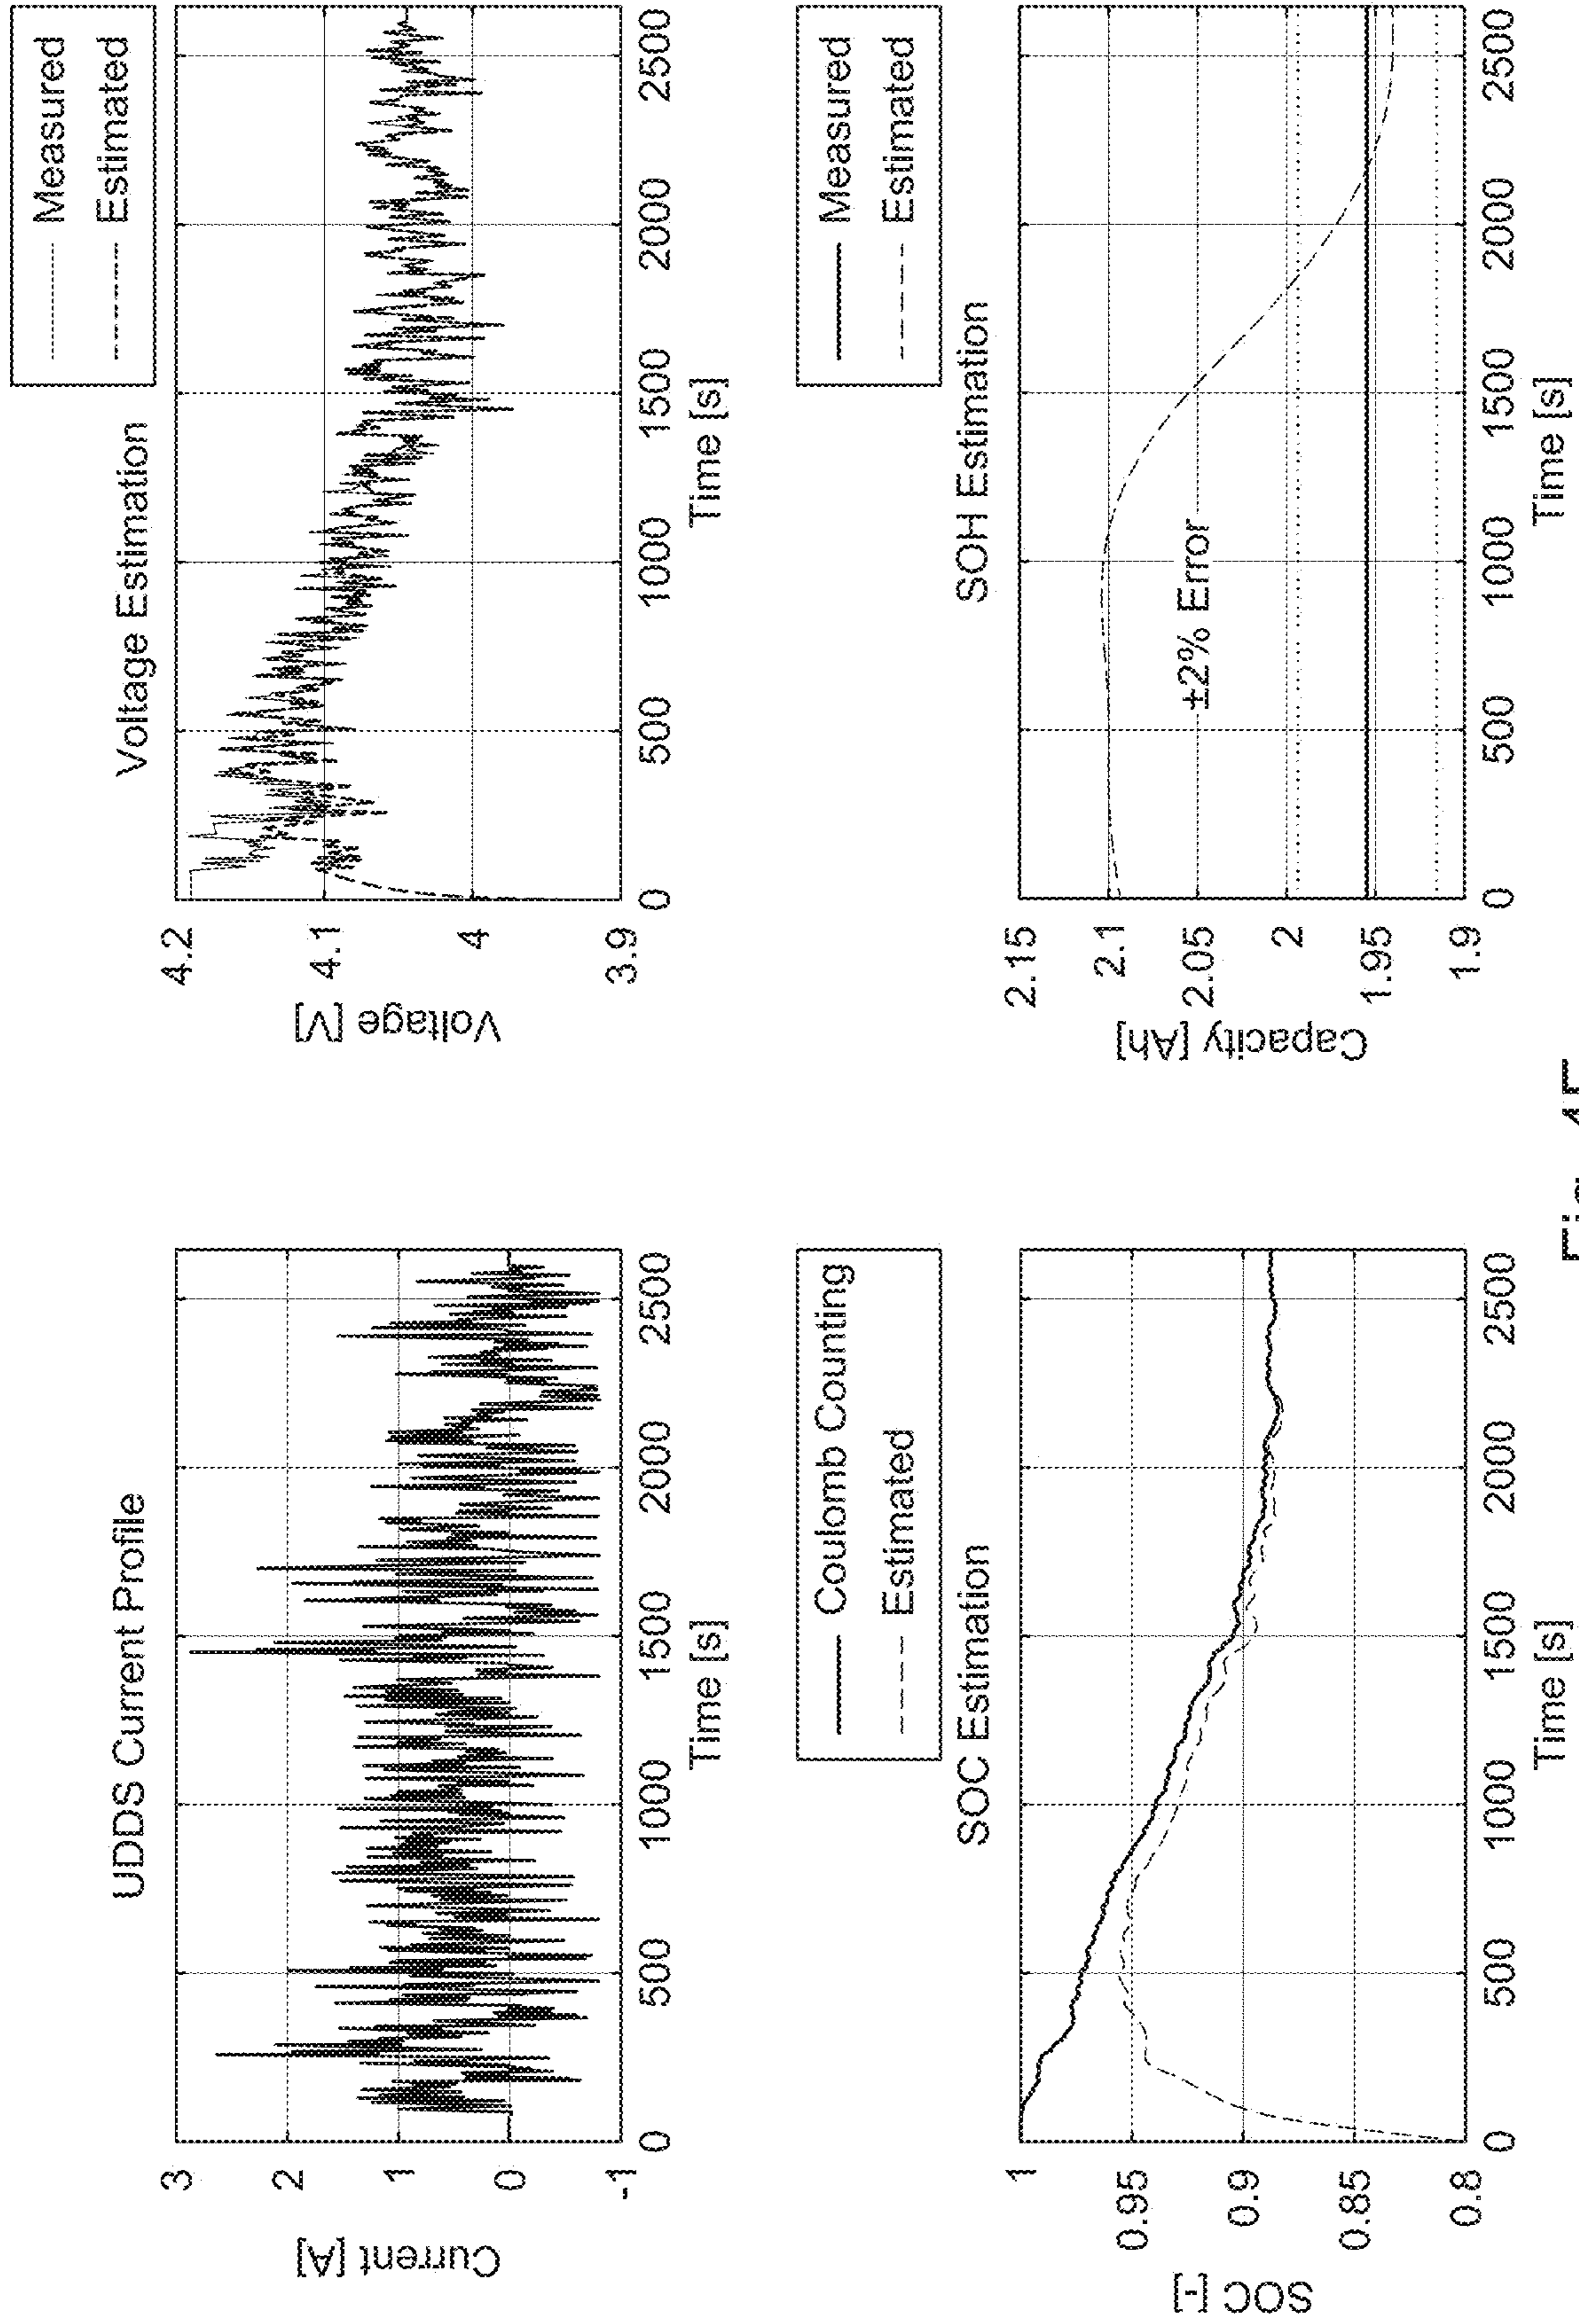 UDDS Current Profile
Current [A]
3
2
1
0
-1
0
500
1000
1500
2000
2500
Time [s]
Measured
Estimated
Voltage Estimation
Voltage [V]
4.2
4.1
4
3.9
0
500
1000
1500
2000
2500
Time [s]
Coulomb Counting
Estimated
SOC Estimation
SOC [-]
1
0.95
0.9
0.85
0.8
0
500
1000
1500
2000
2500
Time [s]
Measured
Estimated
SOH Estimation
Capacity [Ah]
2.15
2.1
2.05
2
1.95
1.9
±2% Error
0
500
1000
1500
2000
2500
Time [s]